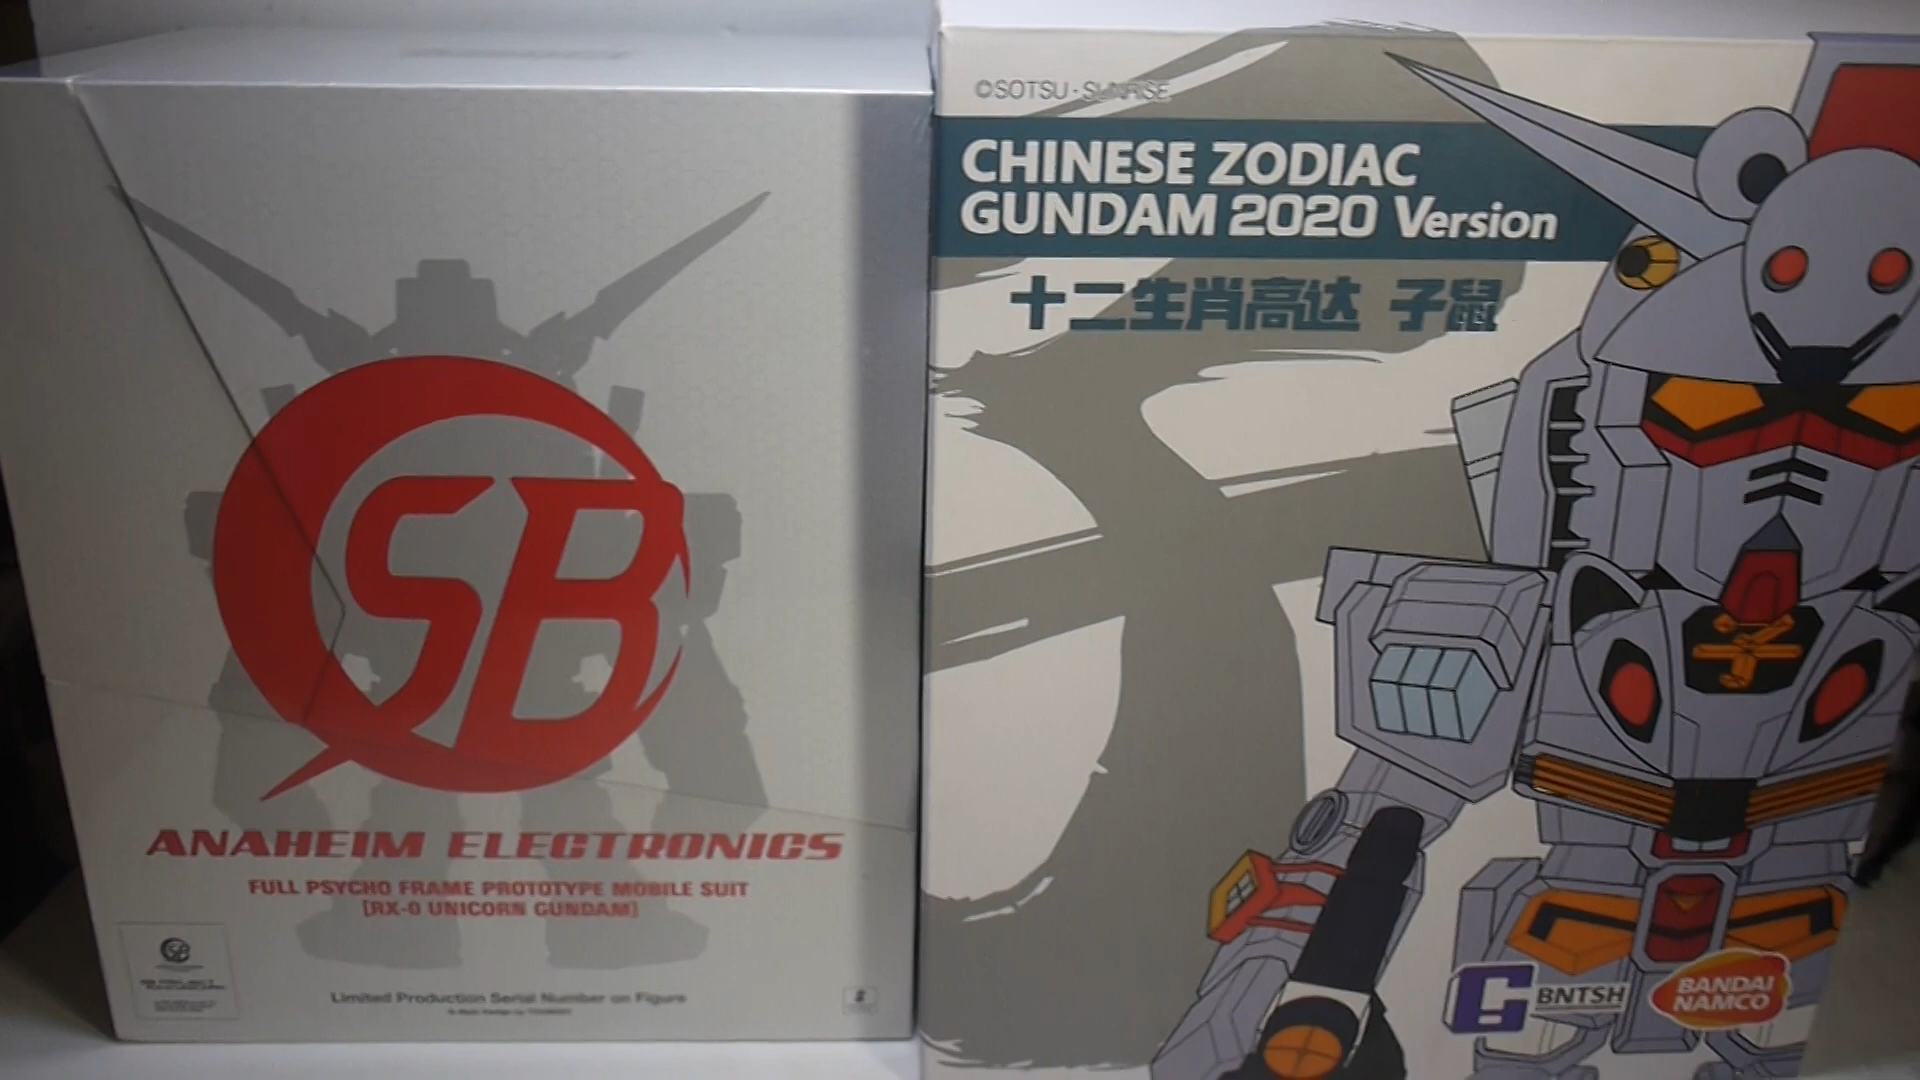 SB
ANAHEIM ELECTRONICS
FULL PSYCHO FRAME PROTOTYPE MOBILE SUIT
[RX-0 UNICORN GUNDAM]
Limited Production Serial Number on Figure
©SOTSU・SUNRISE
CHINESE ZODIAC
GUNDAM 2020 Version
十二生肖高达 子鼠
子
G BNTSH
BANDAI
NAMCO